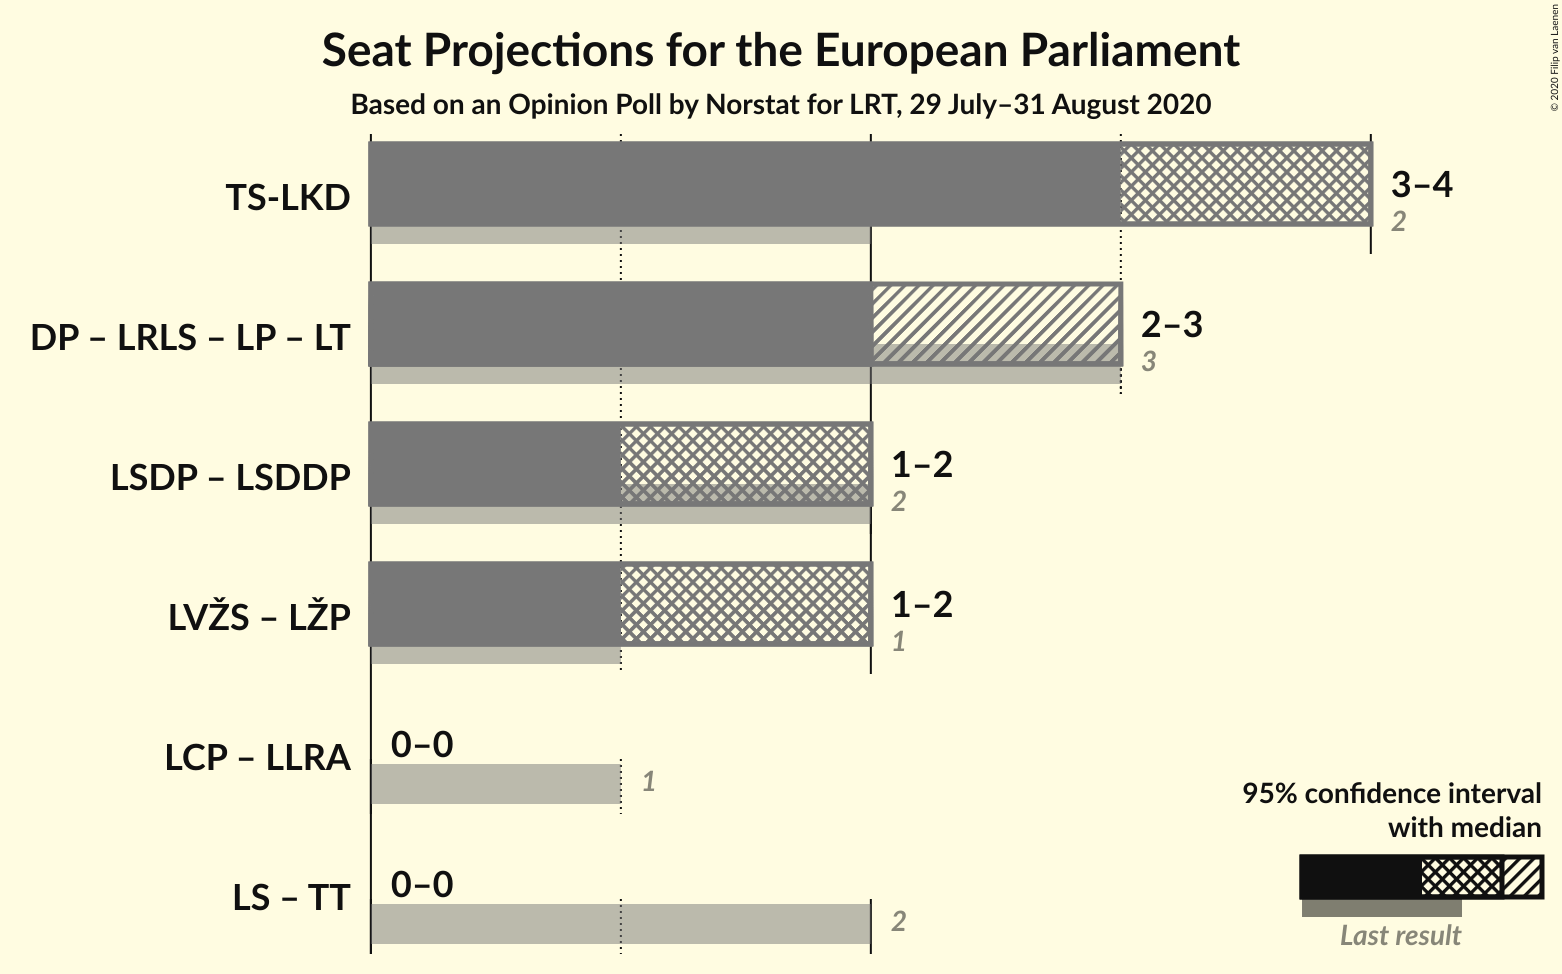 Seat Projections for the European Parliament
Based on an Opinion Poll by Norstat for LRT, 29 July–31 August 2020
© 2020 Filip van Laenen
TS-LKD
3–4
2
DP – LRLS – LP – LT
2–3
3
LSDP – LSDDP
1–2
2
LVŽS – LŽP
1–2
1
LCP – LLRA
0–0
1
LS – TT
0–0
2
95% confidence interval
with median
Last result